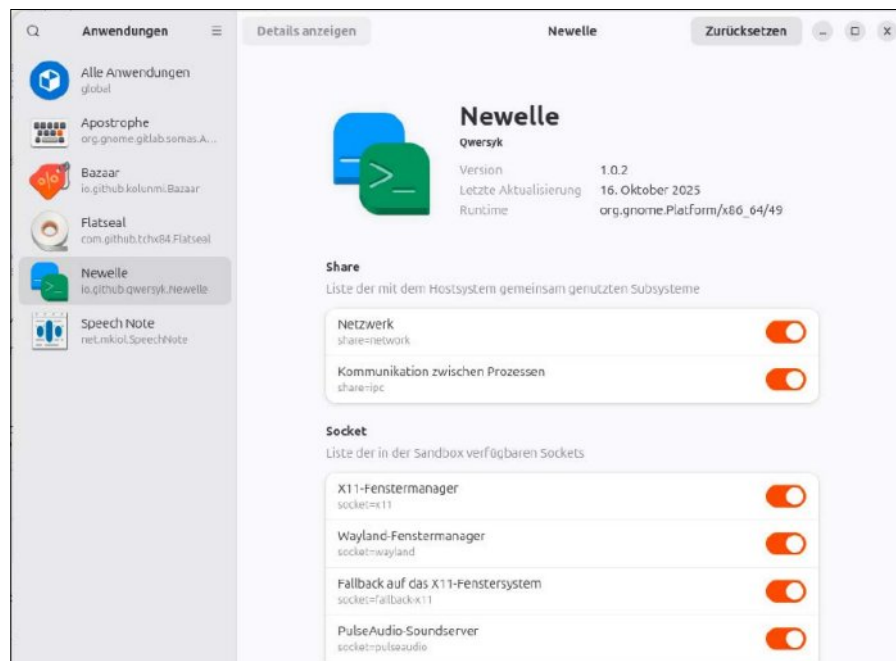 Anwendungen
Alle Anwendungen
global
Apostrophe
org.gnome.gitlab.somas.A...
Bazaar
io.github.kolunmi.Bazaar
Flatseal
com.github.tchx84.Flatseal
Newelle
io.github.qwersyk.Newelle
Speech Note
net.mkiol.SpeechNote
Details anzeigen
Newelle
Zurücksetzen
Newelle
Qwersyk
Version 1.0.2
Letzte Aktualisierung 16. Oktober 2025
Runtime org.gnome.Platform/x86_64/49
Share
Liste der mit dem Hostsystem gemeinsam genutzten Subsysteme
Netzwerk
share=network
Kommunikation zwischen Prozessen
share=ipc
Socket
Liste der in der Sandbox verfügbaren Sockets
X11-Fenstermanager
socket=x11
Wayland-Fenstermanager
socket=wayland
Fallback auf das X11-Fenstersystem
socket=fallback-x11
PulseAudio-Soundserver
socket=pulseaudio